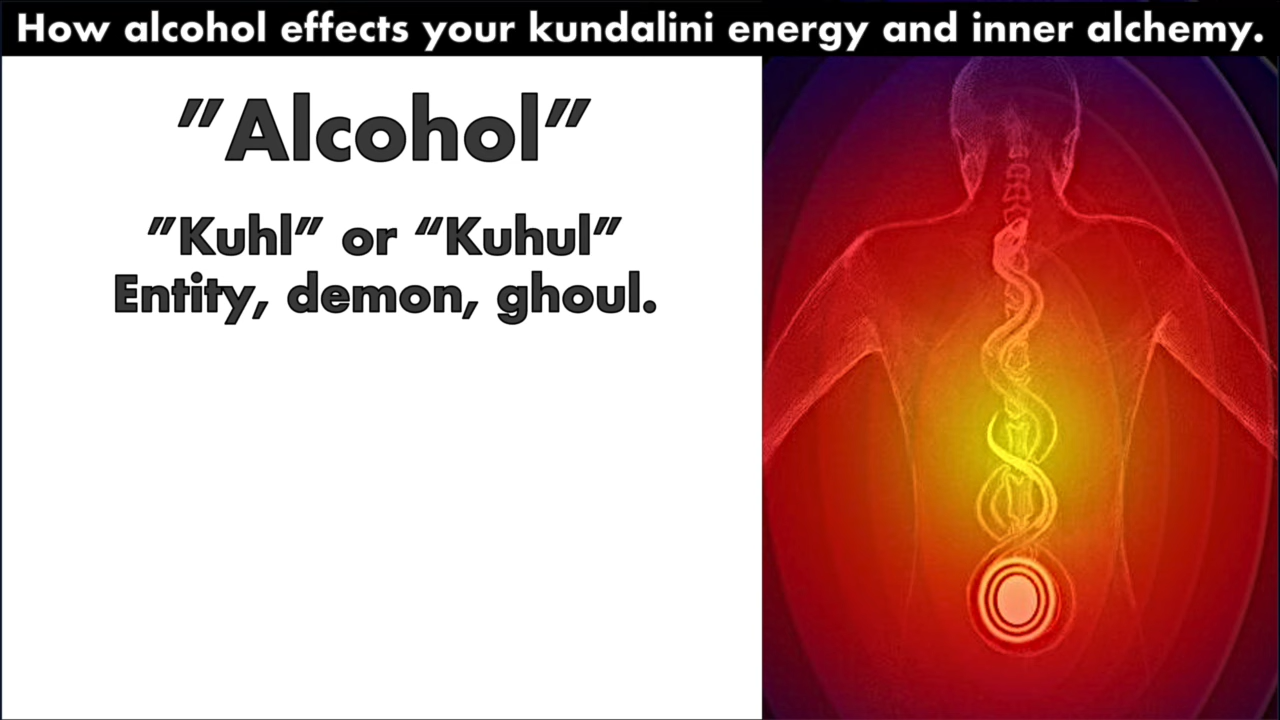 How alcohol effects your kundalini energy and inner alchemy.
”Alcohol”
”Kuhl” or “Kuhul”
Entity, demon, ghoul.